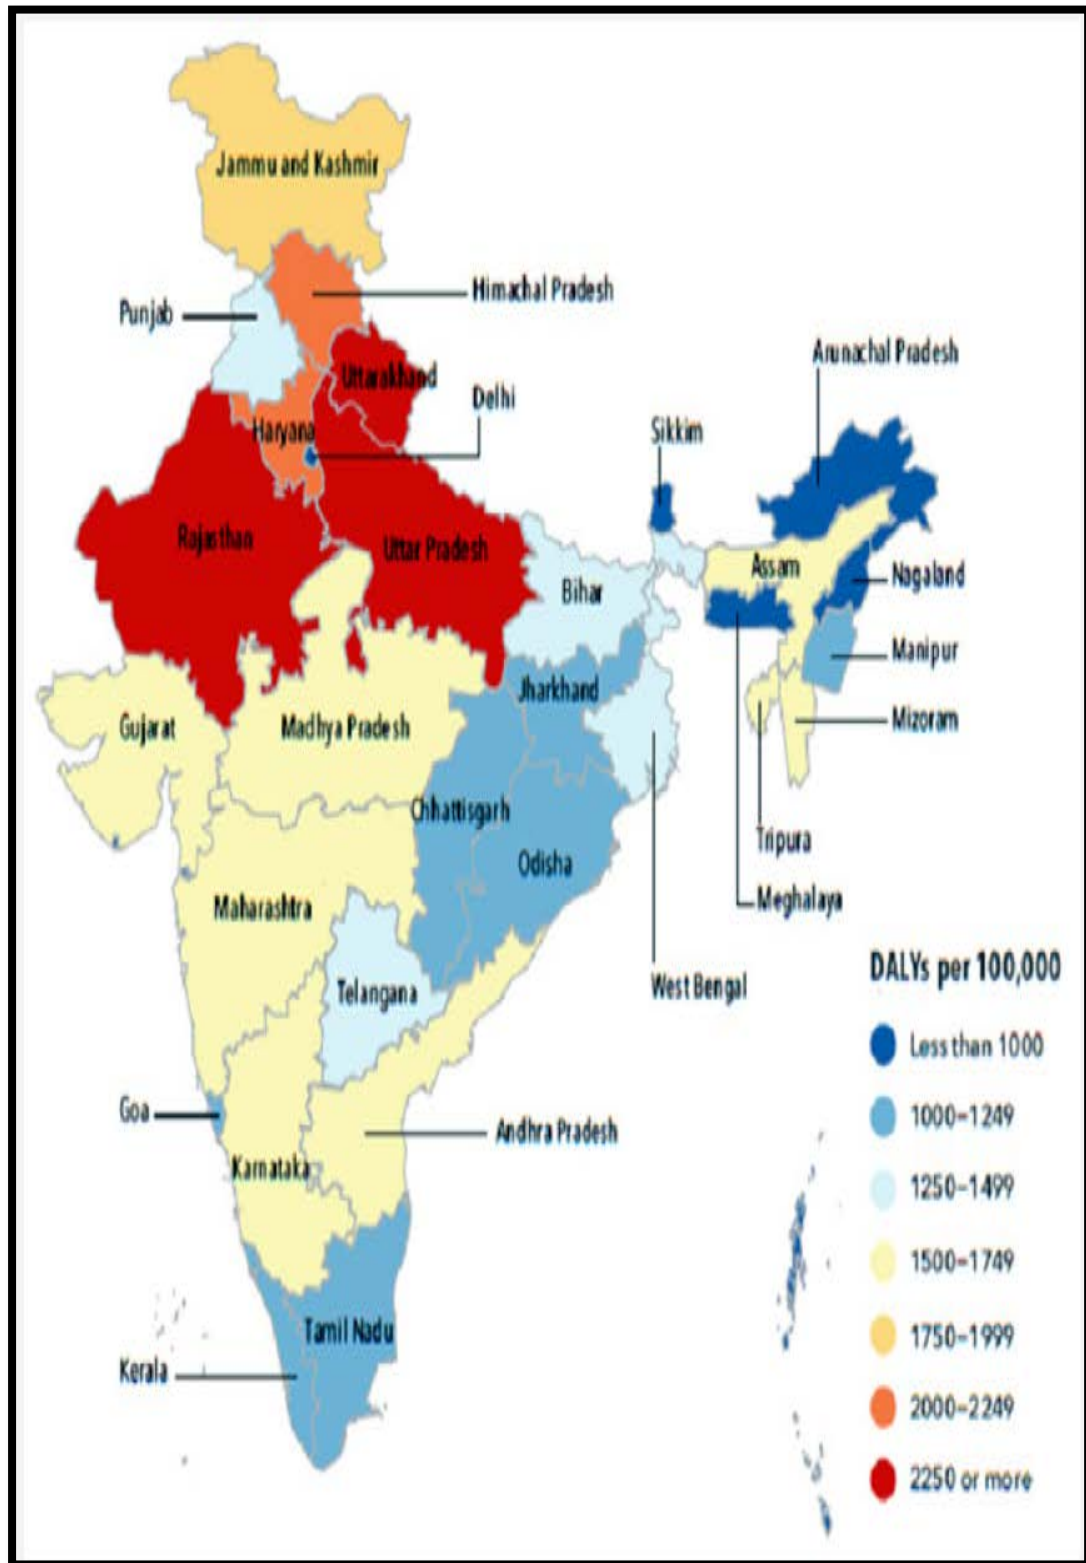 Jammu and Kashmir
Himachal Pradesh
Punjab
Arunachal Pradesh
Uttarakhand
Delhi
Sikkim
Haryana
Rajasthan
Uttar Pradesh
Assam
Nagaland
Bihar
Manipur
Jharkhand
Mizoram
Gujarat
Madhya Pradesh
Chhattisgarh
Tripura
Odisha
Meghalaya
Maharashtra
West Bengal
Telangana
Goa
Andhra Pradesh
Karnataka
Tamil Nadu
Kerala
DALYs per 100,000
Less than 1000
1000–1249
1250–1499
1500–1749
1750–1999
2000–2249
2250 or more